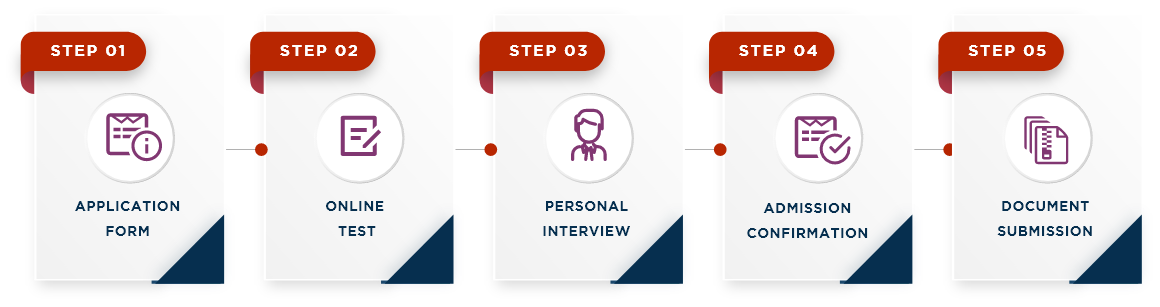 STEP 01
APPLICATION
FORM
STEP 02
ONLINE
TEST
STEP 03
PERSONAL
INTERVIEW
STEP 04
ADMISSION
CONFIRMATION
STEP 05
DOCUMENT
SUBMISSION